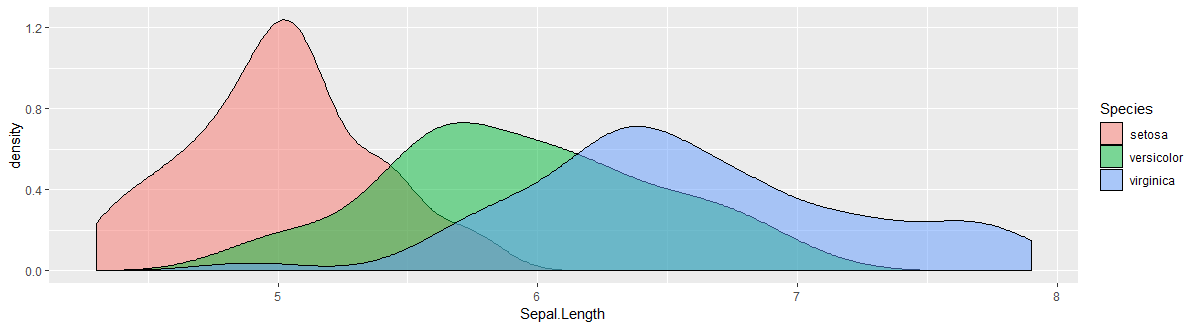 density
1.2
0.8
0.4
0.0
5
6
7
8
Sepal.Length
Species
setosa
versicolor
virginica